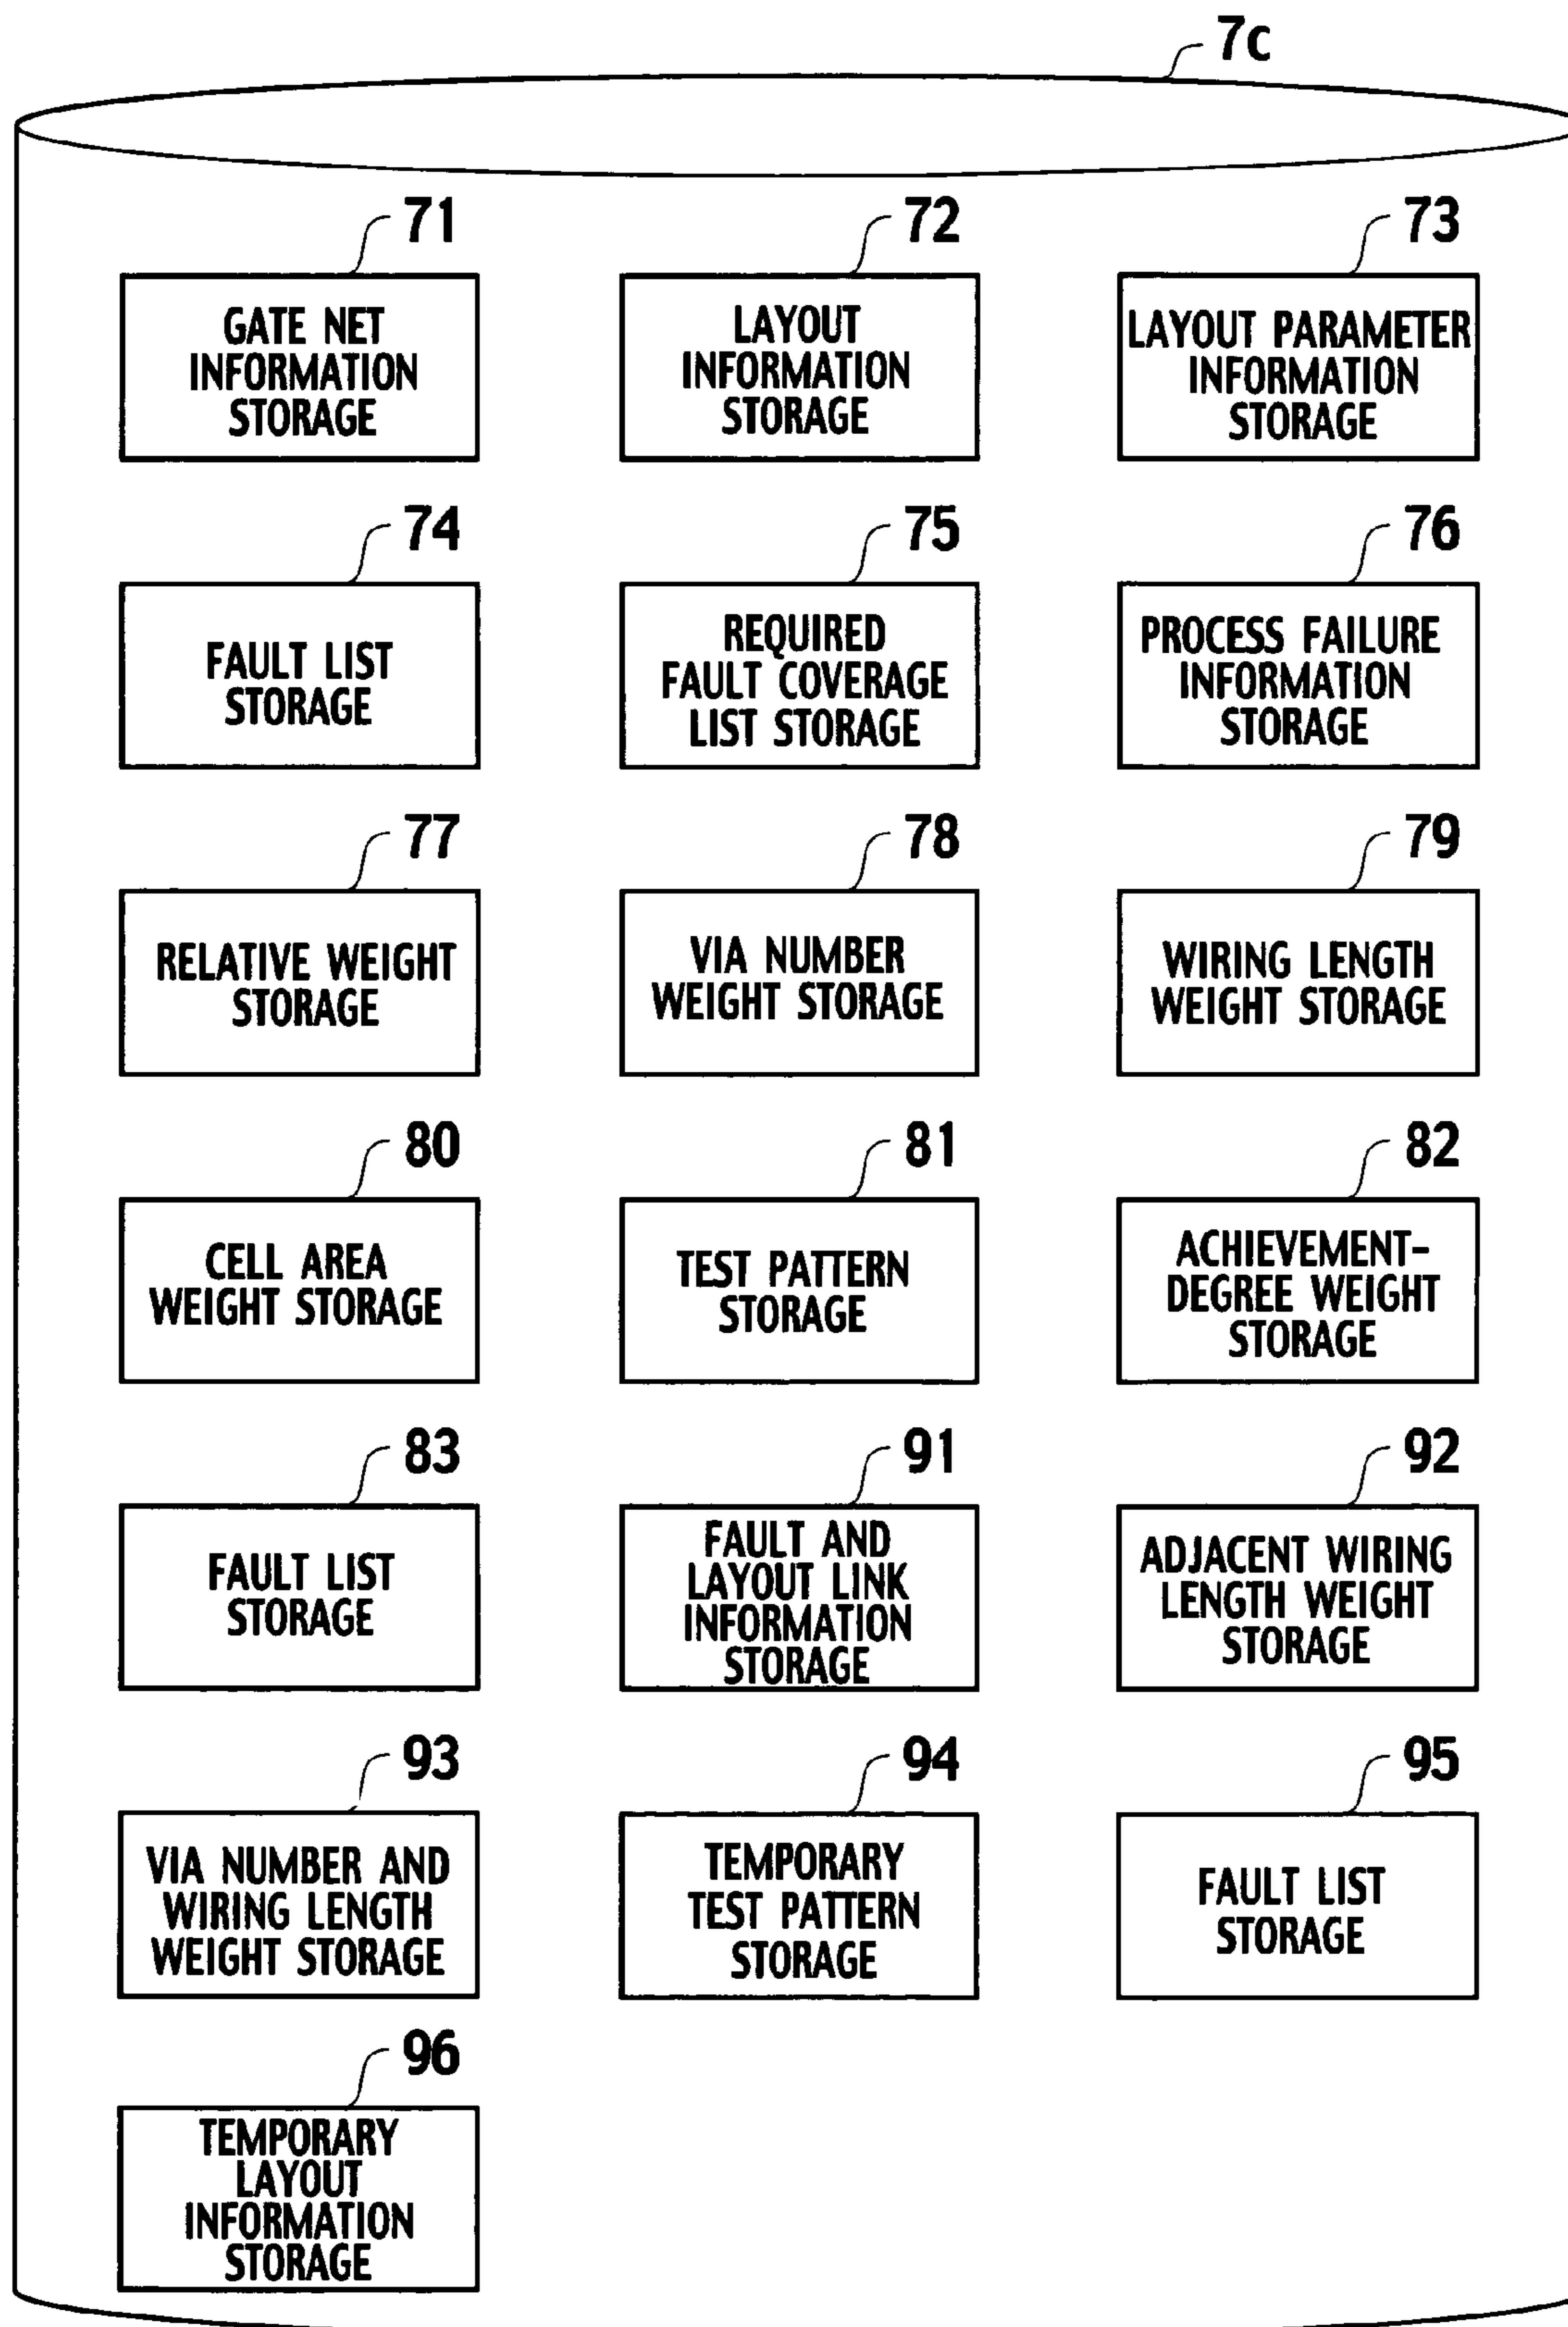 7c
71
GATE NET
INFORMATION
STORAGE
72
LAYOUT
INFORMATION
STORAGE
73
LAYOUT PARAMETER
INFORMATION
STORAGE
74
FAULT LIST
STORAGE
75
REQUIRED
FAULT COVERAGE
LIST STORAGE
76
PROCESS FAILURE
INFORMATION
STORAGE
77
RELATIVE WEIGHT
STORAGE
78
VIA NUMBER
WEIGHT STORAGE
79
WIRING LENGTH
WEIGHT STORAGE
80
CELL AREA
WEIGHT STORAGE
81
TEST PATTERN
STORAGE
82
ACHIEVEMENT-
DEGREE WEIGHT
STORAGE
83
FAULT LIST
STORAGE
91
FAULT AND
LAYOUT LINK
INFORMATION
STORAGE
92
ADJACENT WIRING
LENGTH WEIGHT
STORAGE
93
VIA NUMBER AND
WIRING LENGTH
WEIGHT STORAGE
94
TEMPORARY
TEST PATTERN
STORAGE
95
FAULT LIST
STORAGE
96
TEMPORARY
LAYOUT
INFORMATION
STORAGE